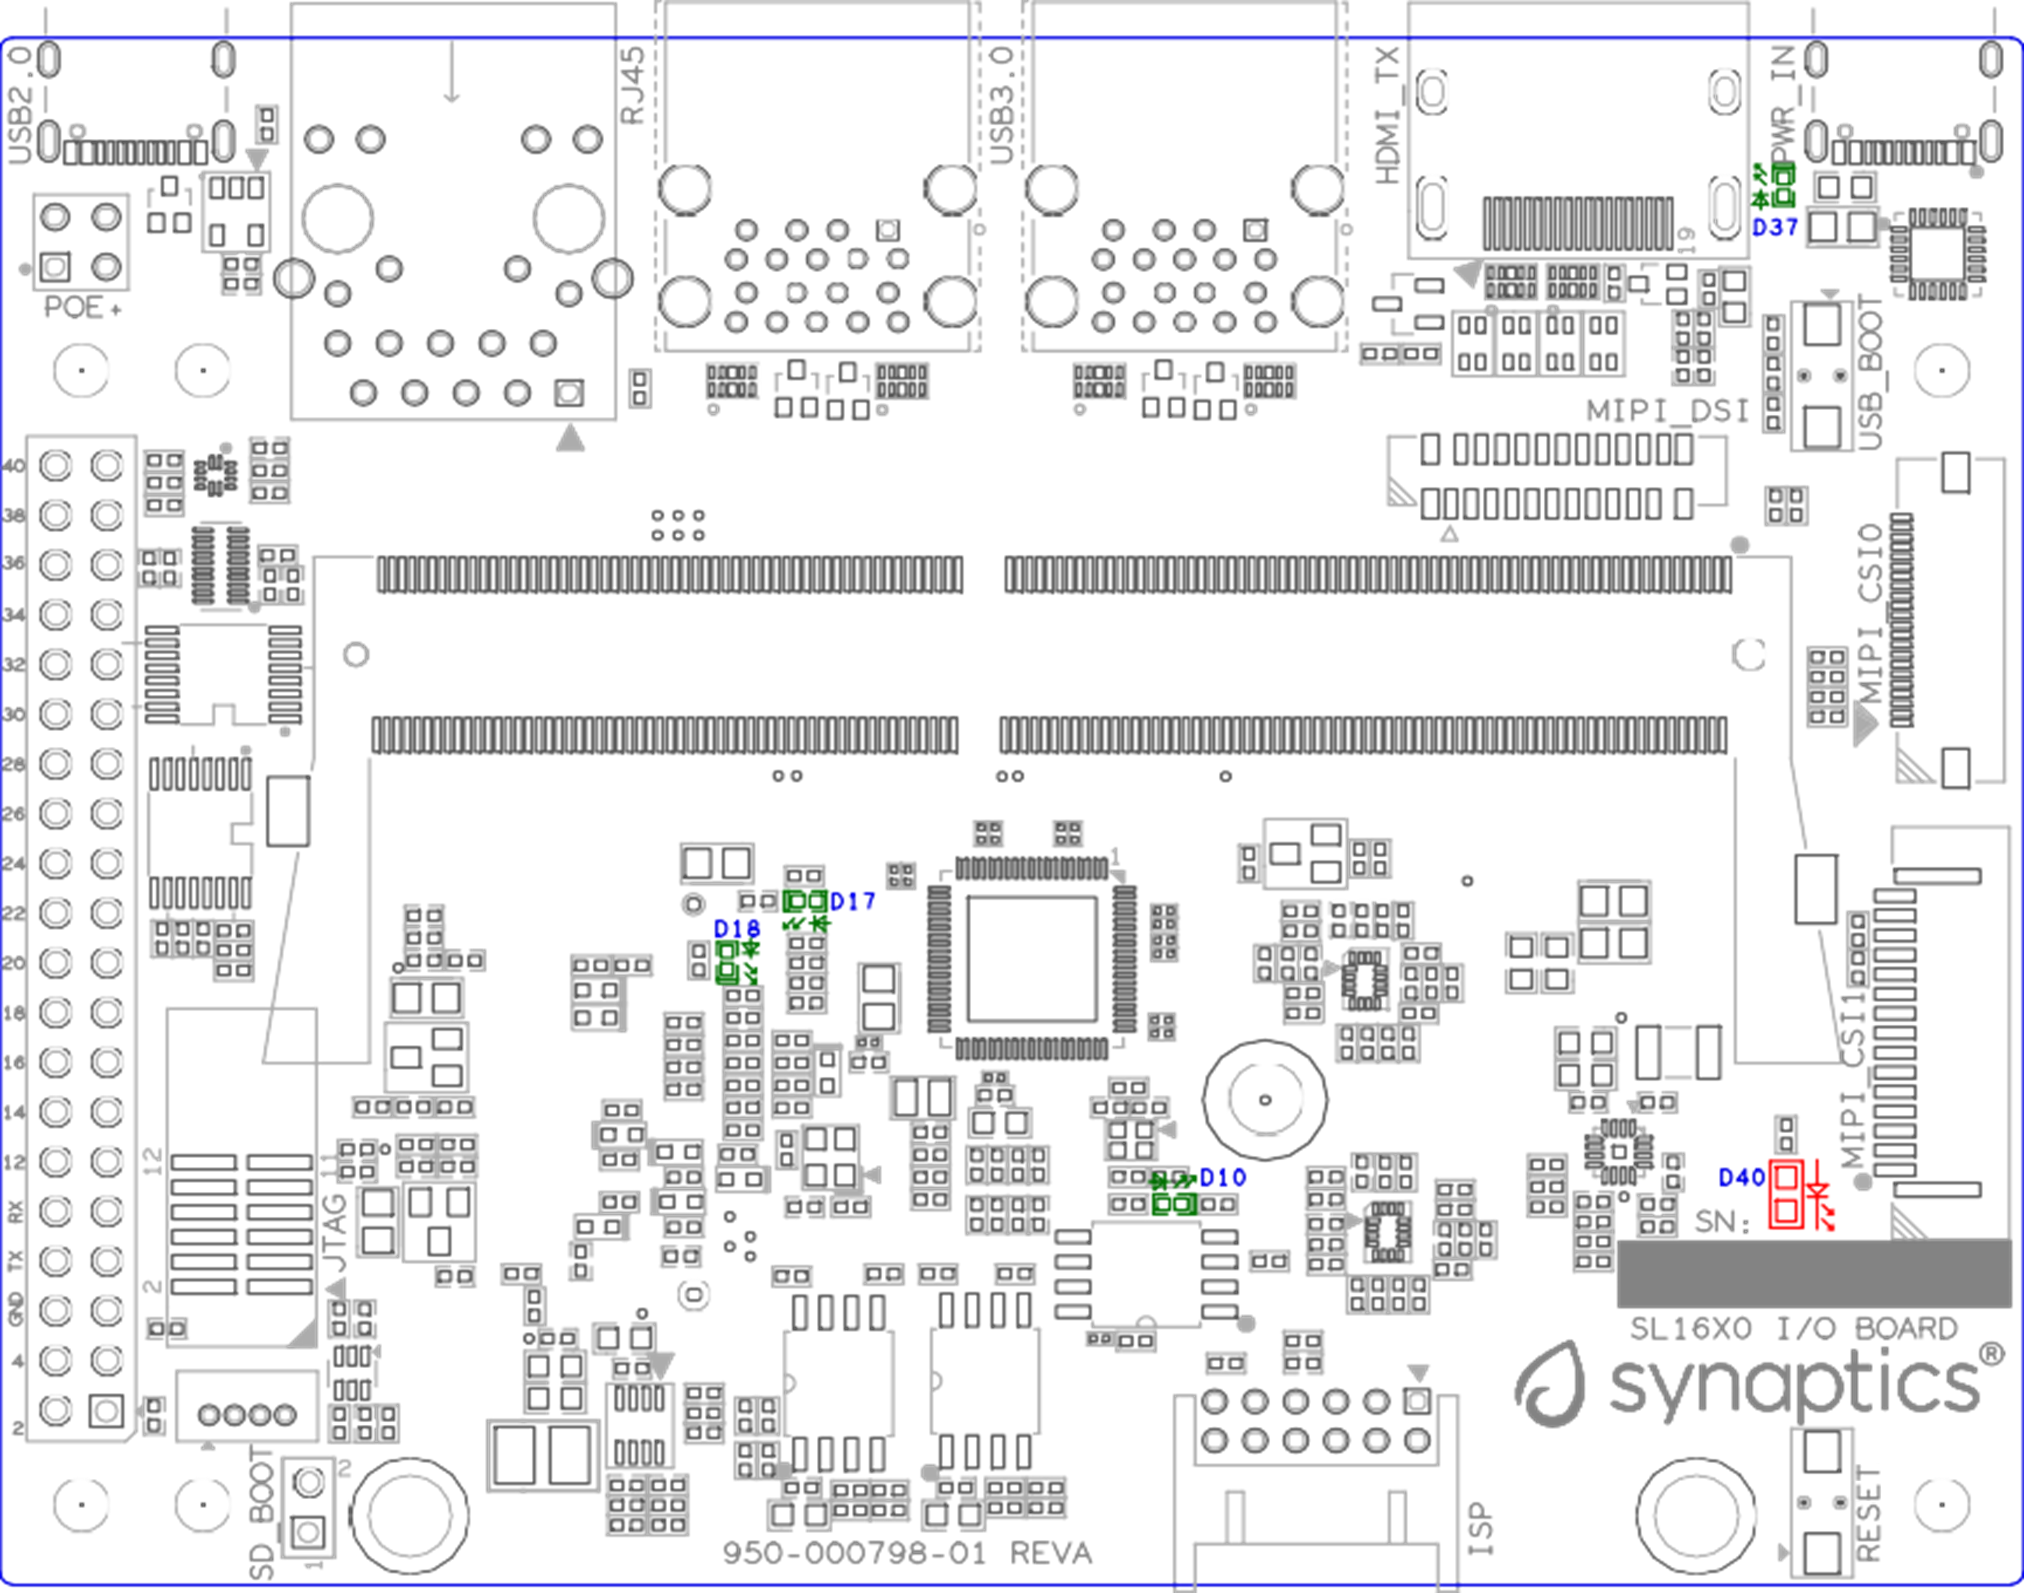 USB2.0
RJ45
USB3.0
HDMI_TX
PWR_IN
D37
19
POE+
USB_BOOT
MIPI_DSI
40
38
36
34
32
30
28
26
24
22
20
18
16
14
12
RX
TX
GND
4
2
MIPI_CSI0
1
D17
D18
MIPI_CSI1
12
11
JTAG
2
D10
D40
SN:
SL16X0 I/O BOARD
synaptics®
SD_BOOT
2
1
950-000798-01 REVA
ISP
RESET